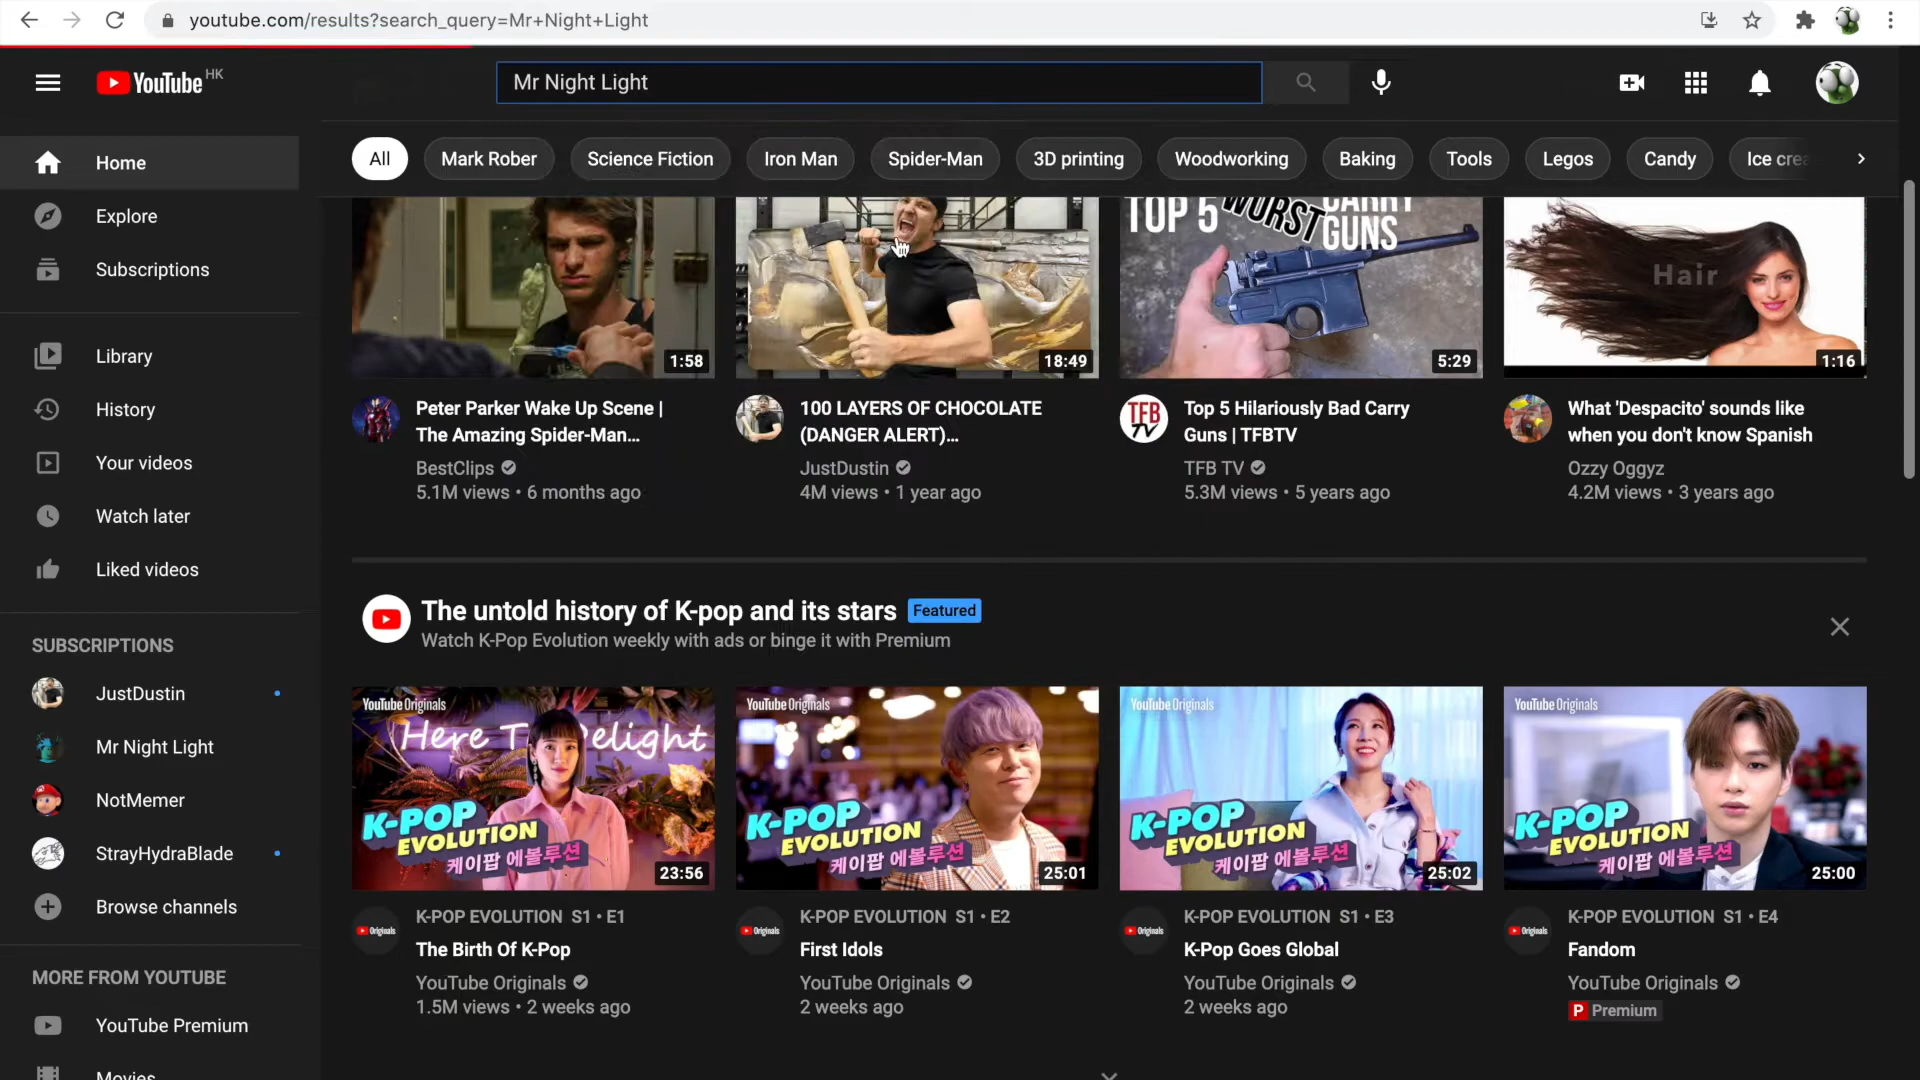 youtube.com/results?search_query=Mr+Night+Light
YouTube HK
Mr Night Light
All
Mark Rober
Science Fiction
Iron Man
Spider-Man
3D printing
Woodworking
Baking
Tools
Legos
Candy
Ice crea
Home
Explore
Subscriptions
Library
History
Your videos
Watch later
Liked videos
SUBSCRIPTIONS
JustDustin
Mr Night Light
NotMemer
StrayHydraBlade
Browse channels
MORE FROM YOUTUBE
YouTube Premium
Movies
1:58
Peter Parker Wake Up Scene |
The Amazing Spider-Man...
BestClips
5.1M views • 6 months ago
18:49
100 LAYERS OF CHOCOLATE
(DANGER ALERT)...
JustDustin
4M views • 1 year ago
TOP 5 WORST
CARRY
GUNS
5:29
TFB
TV
Top 5 Hilariously Bad Carry
Guns | TFBTV
TFB TV
5.3M views • 5 years ago
Hair
1:16
What 'Despacito' sounds like
when you don't know Spanish
Ozzy Oggyz
4.2M views • 3 years ago
The untold history of K-pop and its stars Featured
Watch K-Pop Evolution weekly with ads or binge it with Premium
YouTube Originals
K-POP
EVOLUTION
케이팝 에볼루션
23:56
Originals
K-POP EVOLUTION S1 • E1
The Birth Of K-Pop
YouTube Originals
1.5M views • 2 weeks ago
YouTube Originals
K-POP
EVOLUTION
케이팝 에볼루션
25:01
Originals
K-POP EVOLUTION S1 • E2
First Idols
YouTube Originals
2 weeks ago
YouTube Originals
K-POP
EVOLUTION
케이팝 에볼루션
25:02
Originals
K-POP EVOLUTION S1 • E3
K-Pop Goes Global
YouTube Originals
2 weeks ago
YouTube Originals
K-POP
EVOLUTION
케이팝 에볼루션
25:00
Originals
K-POP EVOLUTION S1 • E4
Fandom
YouTube Originals
P Premium